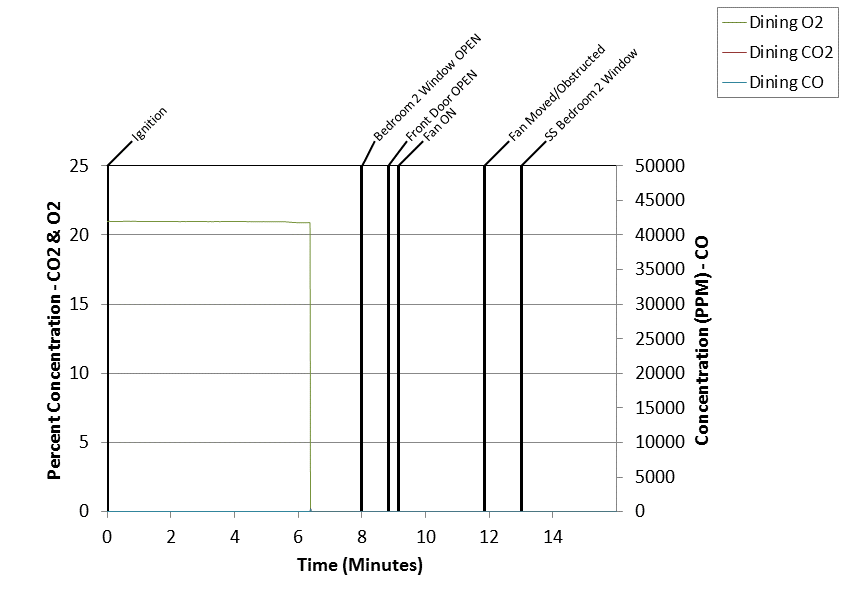 Dining O2
Dining CO2
Dining CO
Ignition
Bedroom 2 Window OPEN
Front Door OPEN
Fan ON
Fan Moved/Obstructed
SS Bedroom 2 Window
25
20
15
10
5
0
Percent Concentration - CO2 & O2
50000
45000
40000
35000
30000
25000
20000
15000
10000
5000
0
Concentration (PPM) - CO
0 2 4 6 8 10 12 14
Time (Minutes)